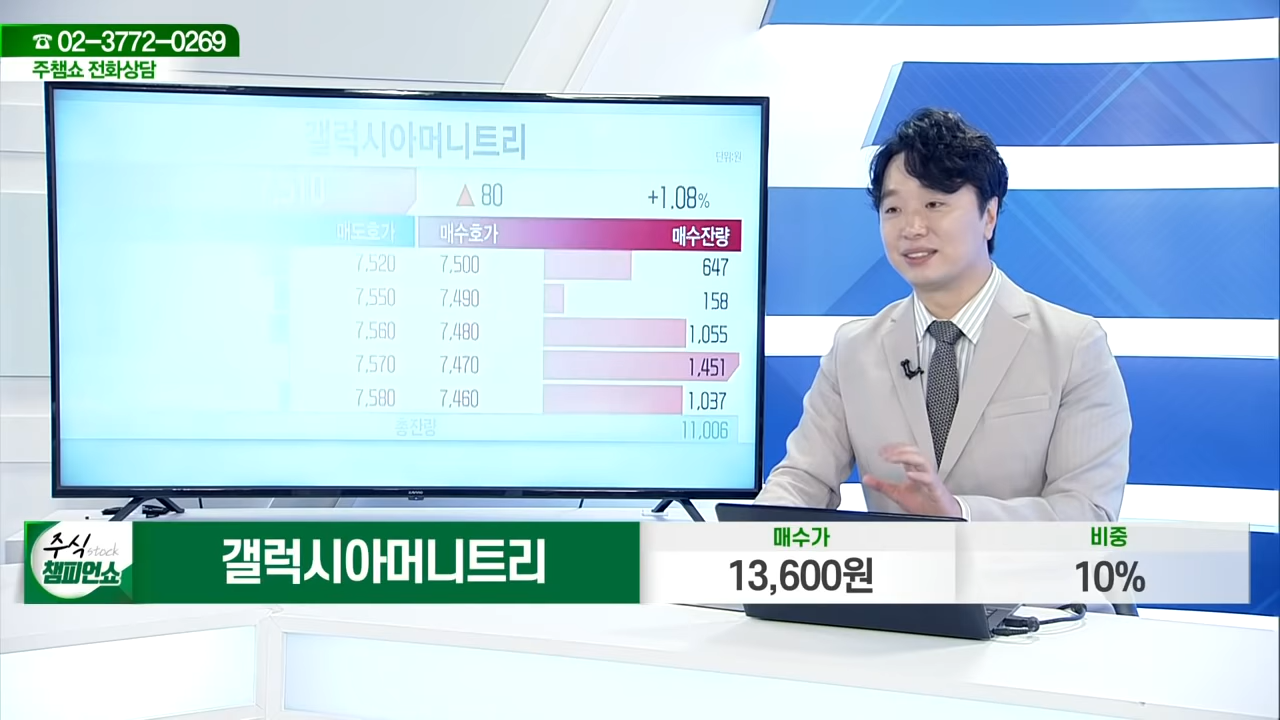 ☎ 02-3772-0269
주챔쇼 전화상담
갤럭시아머니트리
단위:원
▲ 80
+1.08%
매도호가 매수호가 매수잔량
7,520 7,500 647
7,550 7,490 158
7,560 7,480 1,055
7,570 7,470 1,451
7,580 7,460 1,037
총잔량 11,006
주식 stock
챔피언쇼
갤럭시아머니트리
매수가
13,600원
비중
10%